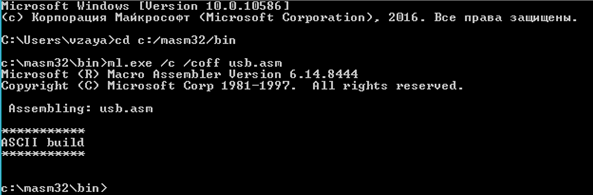 Microsoft Windows [Version 10.0.10586]
(c) Корпорация Майкрософт (Microsoft Corporation), 2016. Все права защищены.
C:\Users\vzaya>cd c:/masm32/bin
c:\masm32\bin>ml.exe /c /coff usb.asm
Microsoft (R) Macro Assembler Version 6.14.8444
Copyright (C) Microsoft Corp 1981-1997.  All rights reserved.
Assembling: usb.asm
***********
ASCII build
***********
c:\masm32\bin>